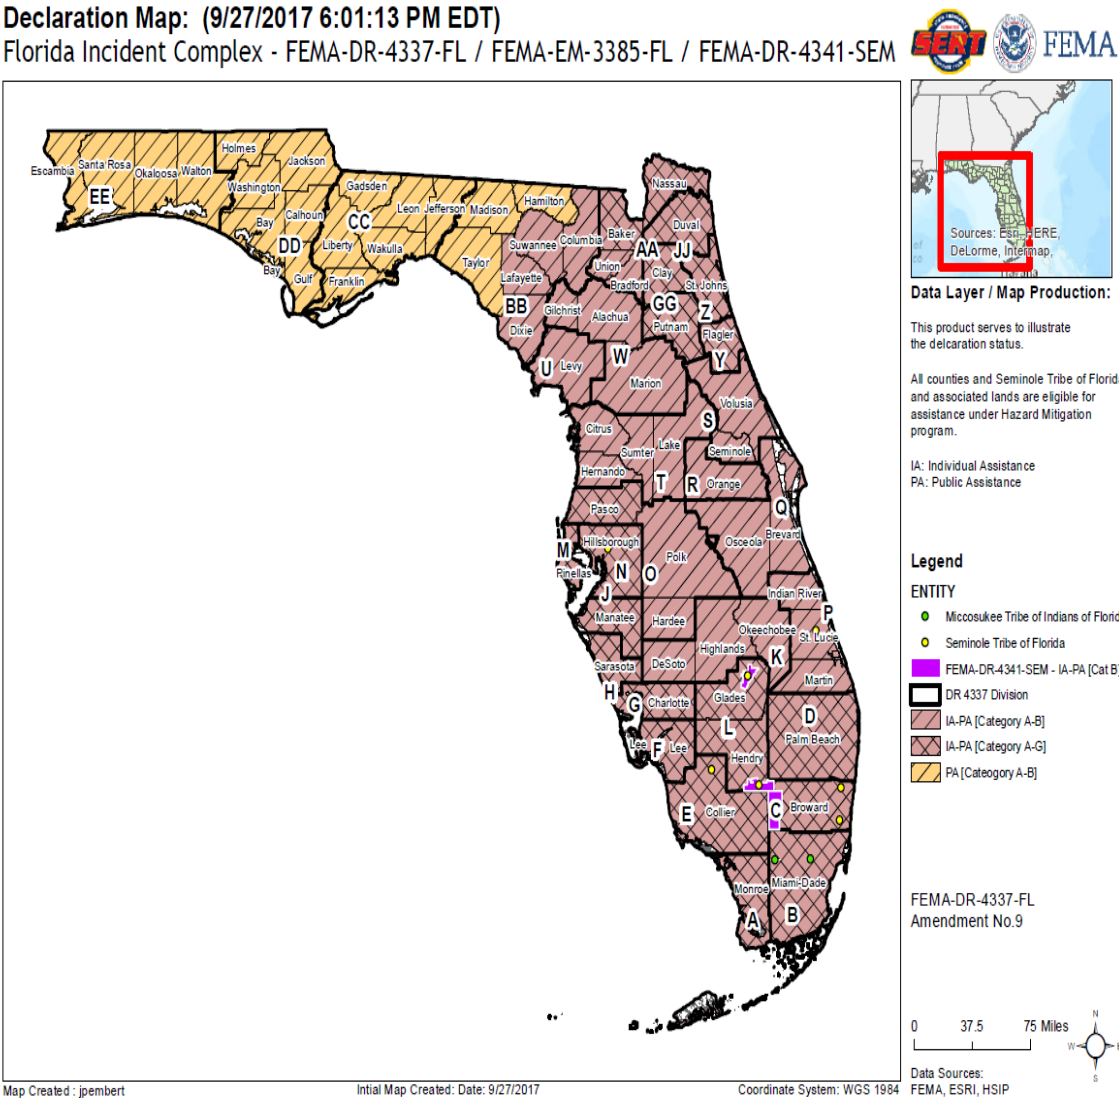 Declaration Map: (9/27/2017 6:01:13 PM EDT)
Florida Incident Complex - FEMA-DR-4337-FL / FEMA-EM-3385-FL / FEMA-DR-4341-SEM
SERT
FEMA
Sources: Esri, HERE,
DeLorme, Intermap,
Data Layer / Map Production:
This product serves to illustrate
the delcaration status.
All counties and Seminole Tribe of Florid
and associated lands are eligible for
assistance under Hazard Mitigation
program.
IA: Individual Assistance
PA: Public Assistance
Legend
ENTITY
Miccosukee Tribe of Indians of Florid
Seminole Tribe of Florida
FEMA-DR-4341-SEM - IA-PA [Cat B]
DR 4337 Division
IA-PA [Category A-B]
IA-PA [Category A-G]
PA [Cateogory A-B]
FEMA-DR-4337-FL
Amendment No.9
0 37.5 75 Miles
N
W
S
Data Sources:
FEMA, ESRI, HSIP
Escambia
Santa Rosa
Okaloosa
Walton
Holmes
Jackson
Washington
EE
Bay
Calhoun
DD
Bay
Gulf
Gadsden
CC
Leon
Jefferson
Madison
Hamilton
Liberty
Wakulla
Franklin
Taylor
Suwannee
Columbia
Lafayette
BB
Dixie
Nassau
Duval
Baker
AA
JJ
Union
Clay
Bradford
St. Johns
GG
Z
Gilchrist
Alachua
Putnam
Flagler
W
Y
U
Levy
Marion
Volusia
S
Citrus
Sumter
Lake
Seminole
Hernando
T
R
Orange
Pasco
Q
Brevard
Osceola
M
Hillsborough
Polk
Pinellas
N
O
J
Manatee
Hardee
Indian River
P
Okeechobee
St. Lucie
Highlands
K
Sarasota
DeSoto
Martin
H
G
Charlotte
Glades
L
D
Palm Beach
Lee
F
Lee
Hendry
E
Collier
C
Broward
Monroe
Miami-Dade
A
B
Map Created : jpembert
Intial Map Created: Date: 9/27/2017
Coordinate System: WGS 1984